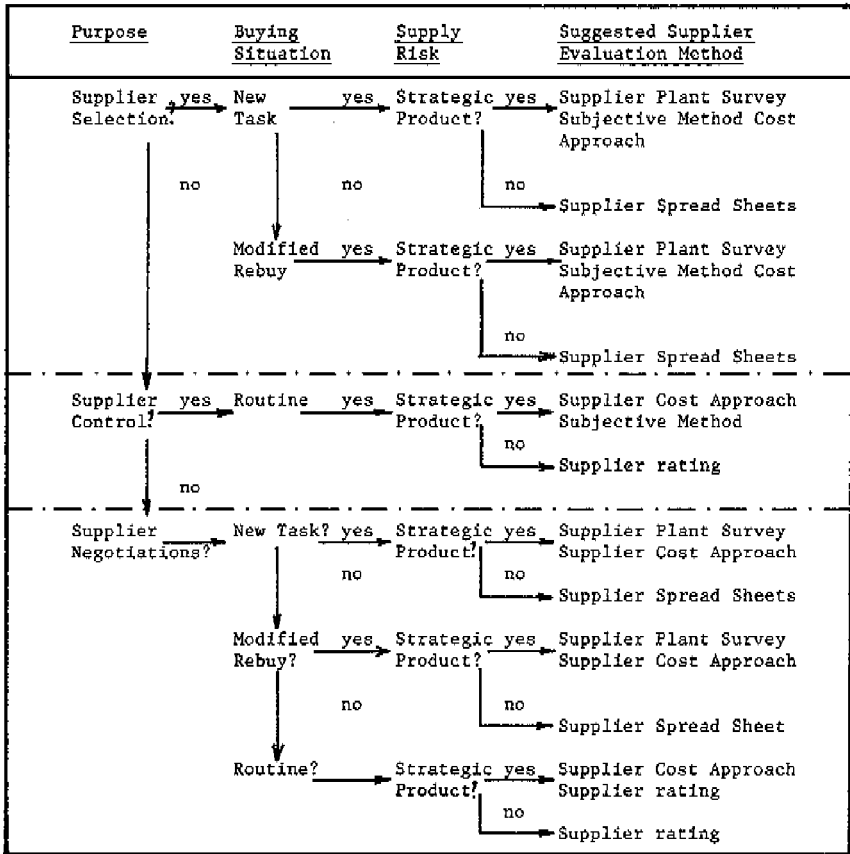 Purpose Buying Situation Supply Risk Suggested Supplier Evaluation Method
Supplier Selection? yes New Task yes Strategic Product? yes Supplier Plant Survey
Subjective Method Cost
Approach
no no no
Supplier Spread Sheets
Modified Rebuy yes Strategic Product? yes Supplier Plant Survey
Subjective Method Cost
Approach
no
Supplier Spread Sheets
Supplier Control? yes Routine yes Strategic Product? yes Supplier Cost Approach
Subjective Method
no
Supplier rating
no
Supplier Negotiations? New Task? yes Strategic Product? yes Supplier Plant Survey
Supplier Cost Approach
no no
Supplier Spread Sheets
Modified Rebuy? yes Strategic Product? yes Supplier Plant Survey
Supplier Cost Approach
no no
Supplier Spread Sheet
Routine? Strategic Product? yes Supplier Cost Approach
Supplier rating
no
Supplier rating